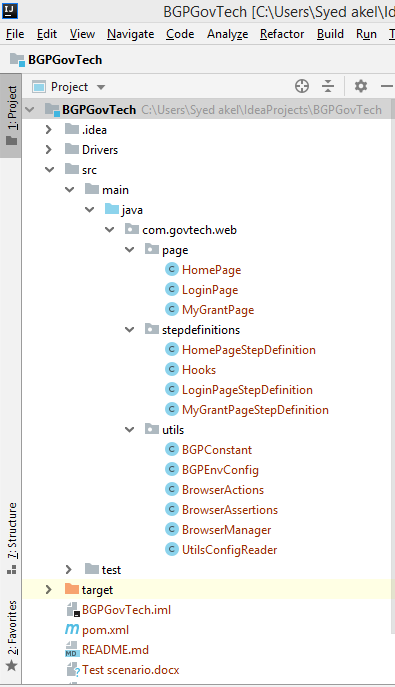 BGPGovTech [C:\Users\Syed akel\Ide
File Edit View Navigate Code Analyze Refactor Build Run T
BGPGovTech
1: Project
Project
BGPGovTech C:\Users\Syed akel\IdeaProjects\BGPGovTech
.idea
Drivers
src
main
java
com.govtech.web
page
HomePage
LoginPage
MyGrantPage
stepdefinitions
HomePageStepDefinition
Hooks
LoginPageStepDefinition
MyGrantPageStepDefinition
utils
BGPConstant
BGPEnvConfig
BrowserActions
BrowserAssertions
BrowserManager
UtilsConfigReader
test
target
BGPGovTech.iml
pom.xml
README.md
Test scenario.docx
7: Structure
2: Favorites